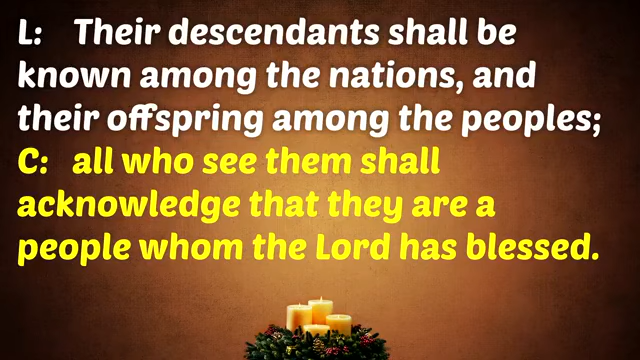 L: Their descendants shall be
known among the nations, and
their offspring among the peoples;
C: all who see them shall
acknowledge that they are a
people whom the Lord has blessed.